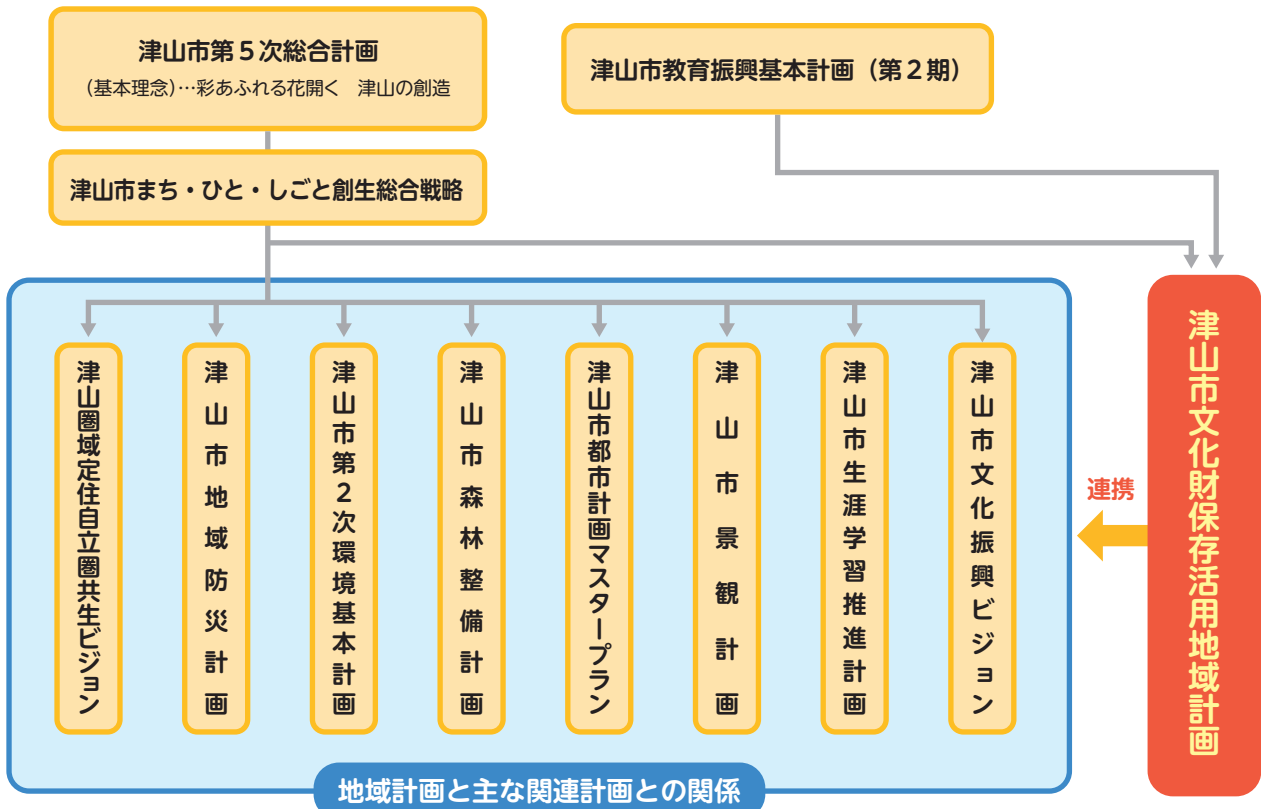 津山市第５次総合計画
(基本理念)…彩あふれる花開く　津山の創造
津山市教育振興基本計画（第２期）
津山市まち・ひと・しごと創生総合戦略
津山圏域定住自立圏共生ビジョン
津山市地域防災計画
津山市第２次環境基本計画
津山市森林整備計画
津山市都市計画マスタープラン
津山市景観計画
津山市生涯学習推進計画
津山市文化振興ビジョン
連携
津山市文化財保存活用地域計画
地域計画と主な関連計画との関係